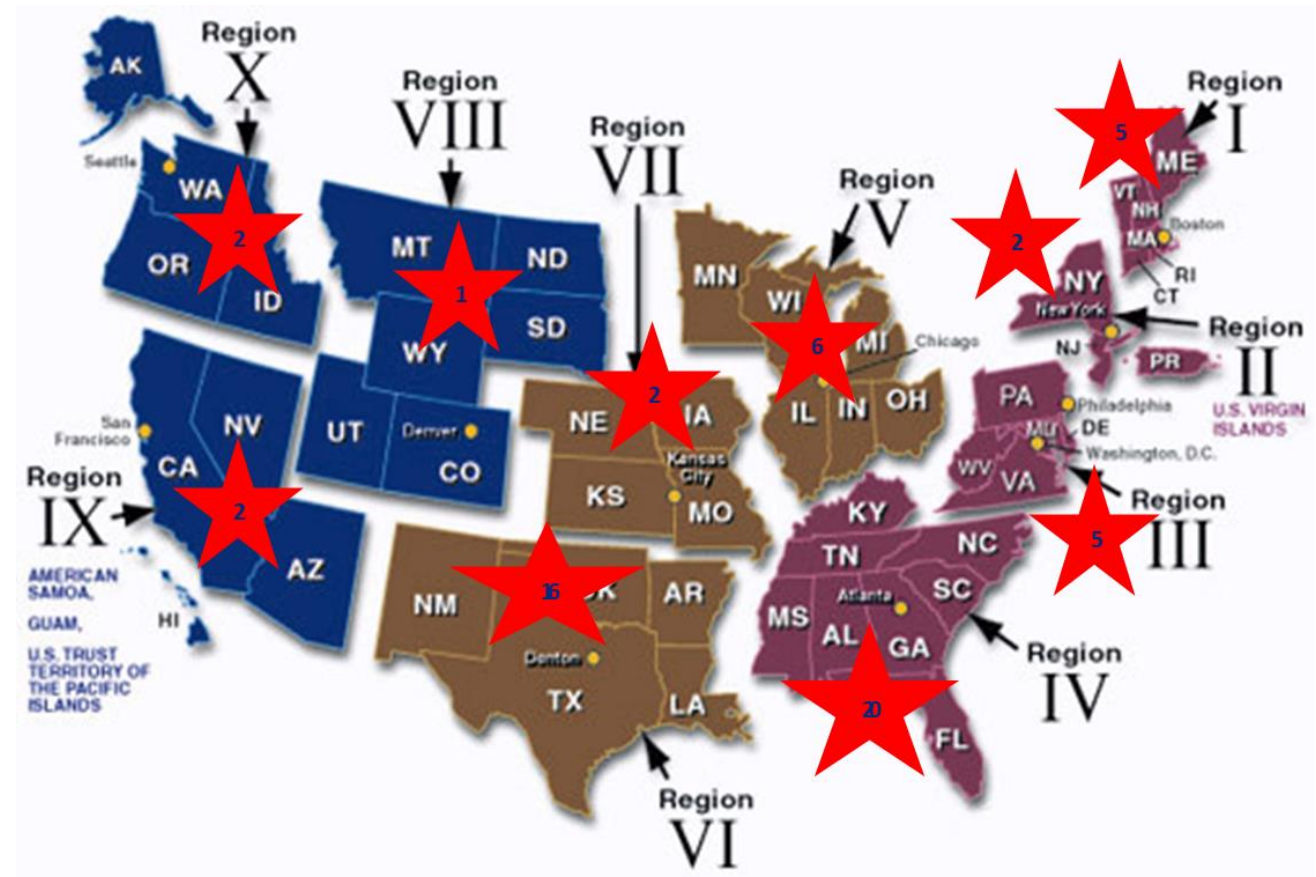 AK
Region
X
Region
VIII
Region
VII
Region
V
Region
I
5
ME
VT
NH
Boston
MA
RI
CT
Seattle
WA
2
OR
ID
MT
ND
1
SD
WY
MN
WI
6
MI
Chicago
IL
IN
OH
2
NY
New York
NJ
PR
Region
II
U.S. VIRGIN
ISLANDS
San
Francisco
NV
CA
UT
Denver
CO
NE
2
IA
Kansas
City
KS
MO
PA
Philadelphia
DE
Washington, D.C.
WV
VA
Region
III
5
Region
IX
2
AZ
AMERICAN
SAMOA,
GUAM,
U.S. TRUST
TERRITORY OF
THE PACIFIC
ISLANDS
HI
NM
16
AR
Denton
TX
LA
KY
TN
NC
SC
MS
Atlanta
AL
GA
20
FL
Region
IV
Region
VI